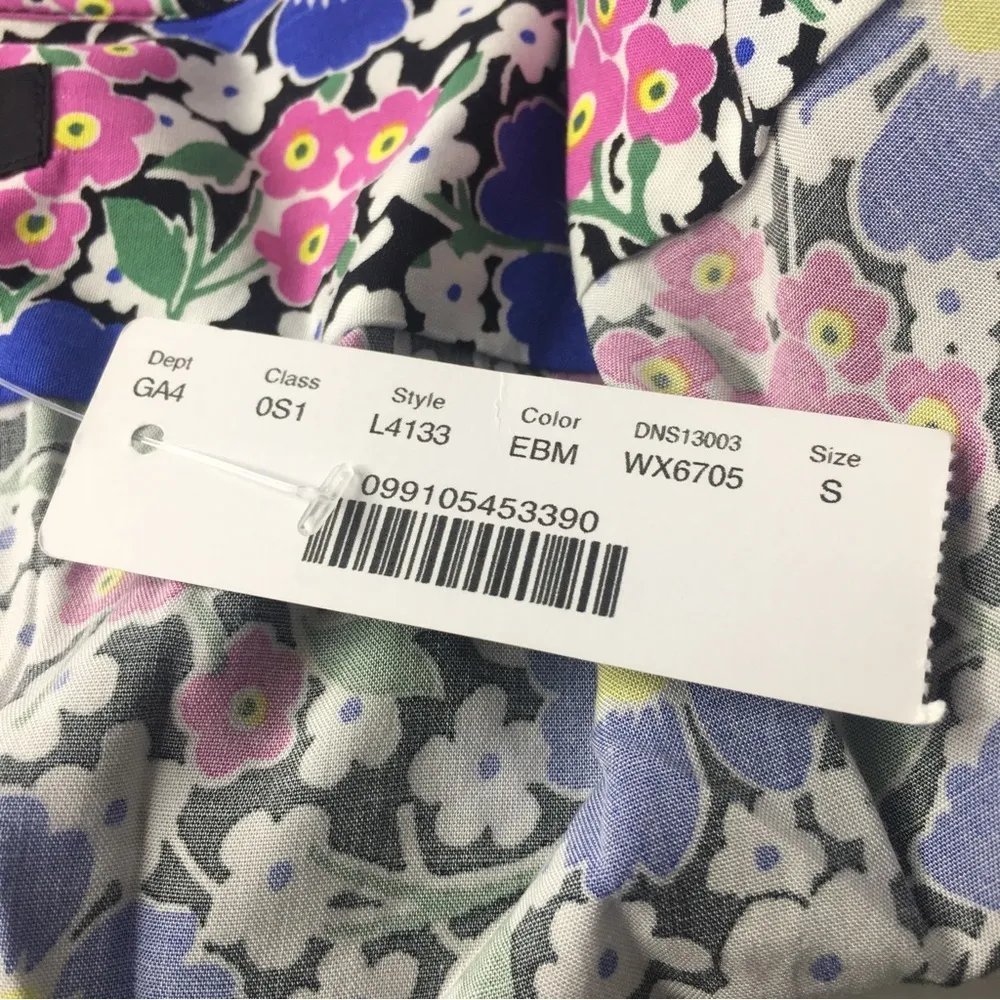 Dept Class Style Color DNS13003 Size
GA4 0S1 L4133 EBM WX6705 S
099105453390